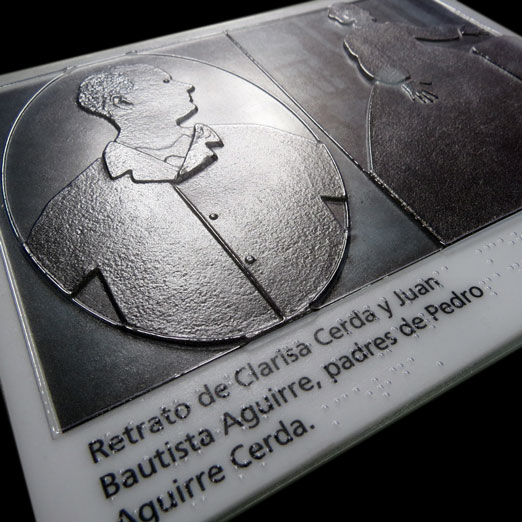 Retrato de Clarisa Cerda y Juan
Bautista Aguirre, padres de Pedro
Aguirre Cerda.